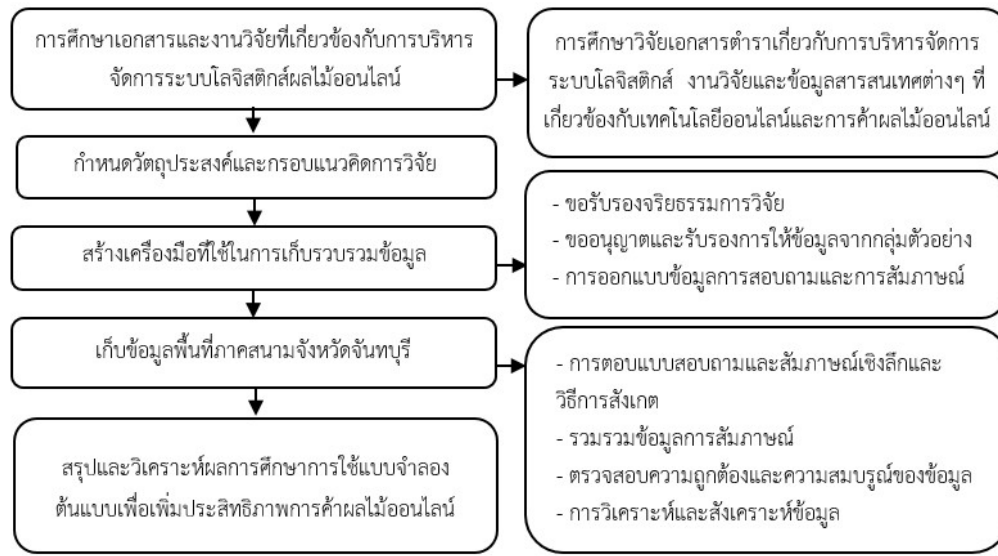 การศึกษาเอกสารและงานวิจัยที่เกี่ยวข้องกับการบริหาร
จัดการระบบโลจิสติกส์ผลไม้ออนไลน์
การศึกษาวิจัยเอกสารตำราเกี่ยวกับการบริหารจัดการ
ระบบโลจิสติกส์ งานวิจัยและข้อมูลสารสนเทศต่างๆ ที่
เกี่ยวข้องกับเทคโนโลยีออนไลน์และการค้าผลไม้ออนไลน์
กำหนดวัตถุประสงค์และกรอบแนวคิดการวิจัย
สร้างเครื่องมือที่ใช้ในการเก็บรวบรวมข้อมูล
- ขอรับรองจริยธรรมการวิจัย
- ขออนุญาตและรับรองการให้ข้อมูลจากกลุ่มตัวอย่าง
- การออกแบบข้อมูลการสอบถามและการสัมภาษณ์
เก็บข้อมูลพื้นที่ภาคสนามจังหวัดจันทบุรี
- การตอบแบบสอบถามและสัมภาษณ์เชิงลึกและ
วิธีการสังเกต
- รวมรวมข้อมูลการสัมภาษณ์
- ตรวจสอบความถูกต้องและความสมบรูณ์ของข้อมูล
- การวิเคราะห์และสังเคราะห์ข้อมูล
สรุปและวิเคราะห์ผลการศึกษาการใช้แบบจำลอง
ต้นแบบเพื่อเพิ่มประสิทธิภาพการค้าผลไม้ออนไลน์